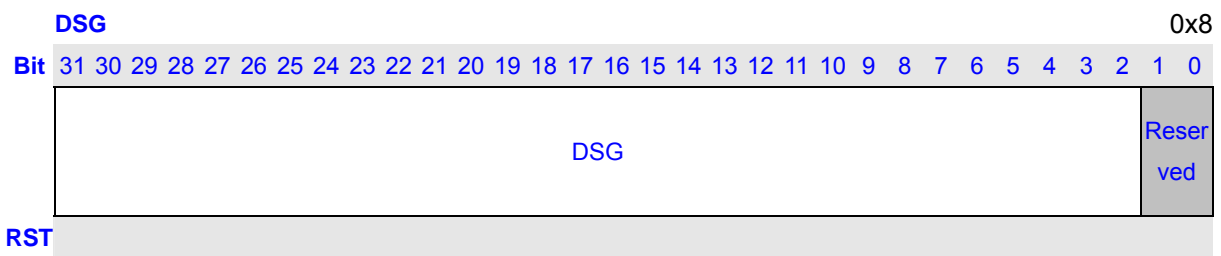 DSG 0x8
Bit 31 30 29 28 27 26 25 24 23 22 21 20 19 18 17 16 15 14 13 12 11 10 9 8 7 6 5 4 3 2 1 0
DSG
Reser
ved
RST